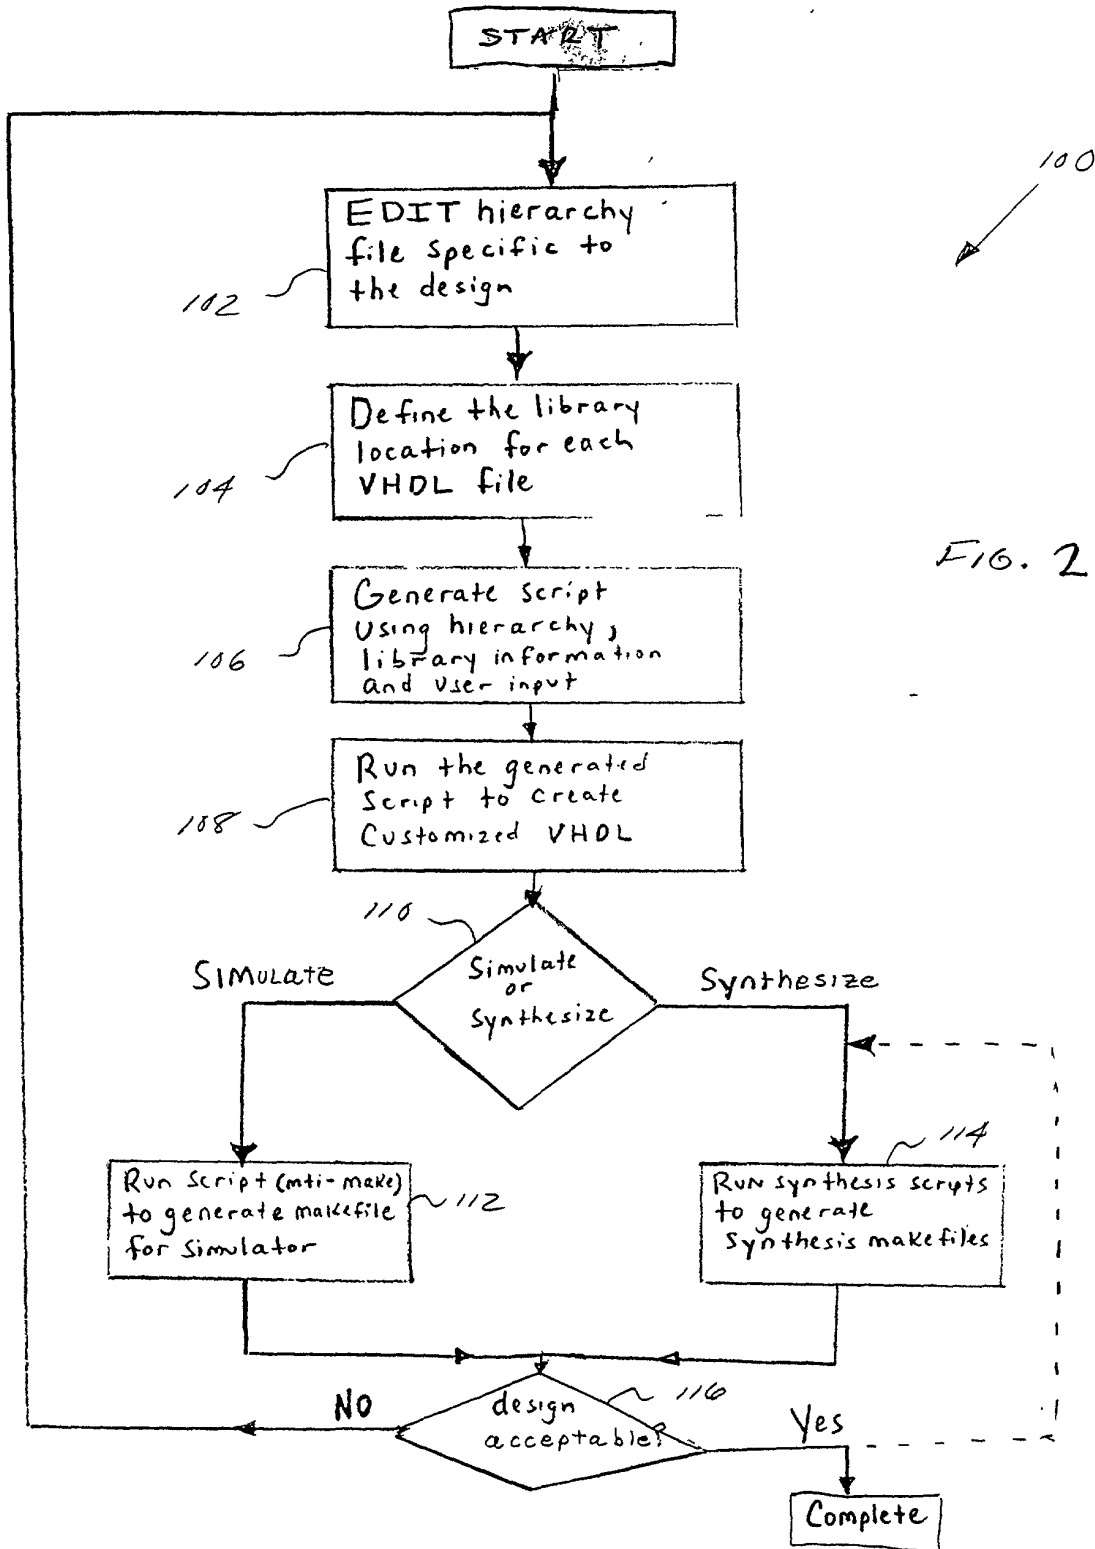 START
100
EDIT hierarchy
file specific to
the design
102
Define the library
location for each
VHDL file
104
FIG. 2
Generate script
using hierarchy,
library information
and user input
106
Run the generated
script to create
Customized VHDL
108
110
Simulate
or
Synthesize
SIMULATE
Synthesize
114
Run Script (mti-make)
to generate makefile
for simulator
112
RUN synthesis scripts
to generate
synthesis makefiles
116
NO
design
acceptable?
Yes
Complete